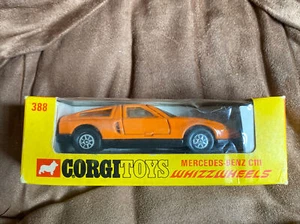 388
CORGI TOYS
MERCEDES-BENZ C111
WHIZZWHEELS